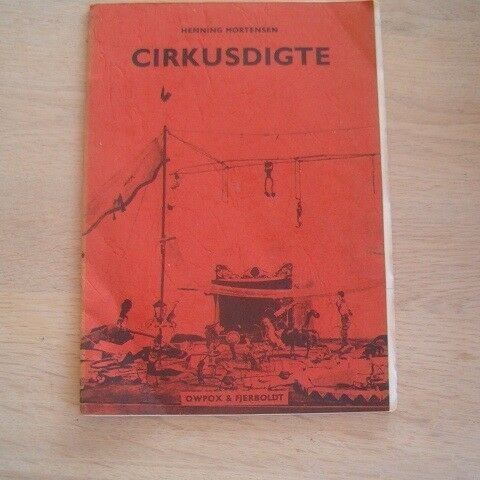 HENNING MORTENSEN
CIRKUSDIGTE
OWPOX & FJERBOLDT